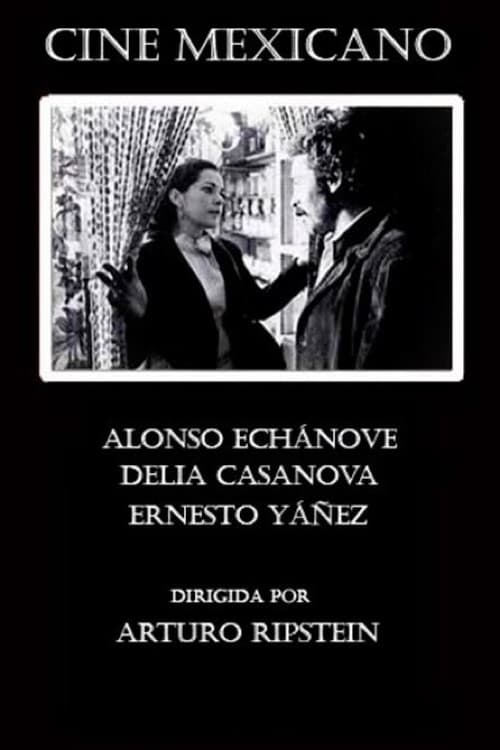 CINE MEXICANO
ALONSO ECHÁNOVE
DELIA CASANOVA
ERNESTO YÁÑEZ
DIRIGIDA POR
ARTURO RIPSTEIN